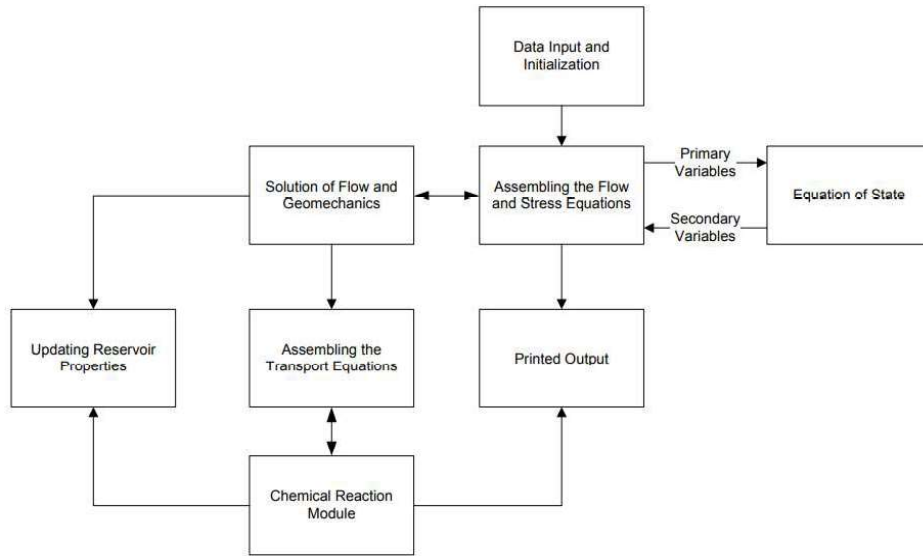 Data Input and
Initialization
Solution of Flow and
Geomechanics
Assembling the Flow
and Stress Equations
Primary
Variables
Secondary
Variables
Equation of State
Updating Reservoir
Properties
Assembling the
Transport Equations
Printed Output
Chemical Reaction
Module